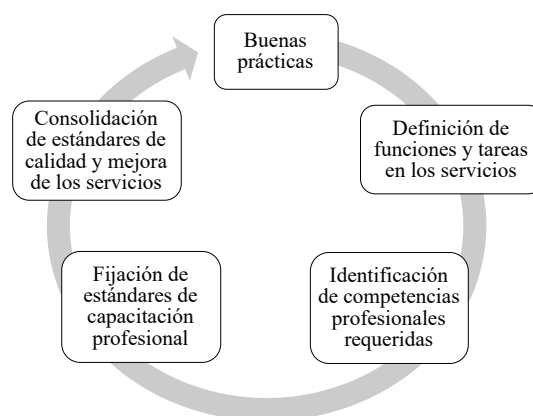 Buenas
prácticas
Definición de
funciones y tareas
en los servicios
Identificación
de competencias
profesionales
requeridas
Fijación de
estándares de
capacitación
profesional
Consolidación
de estándares de
calidad y mejora
de los servicios